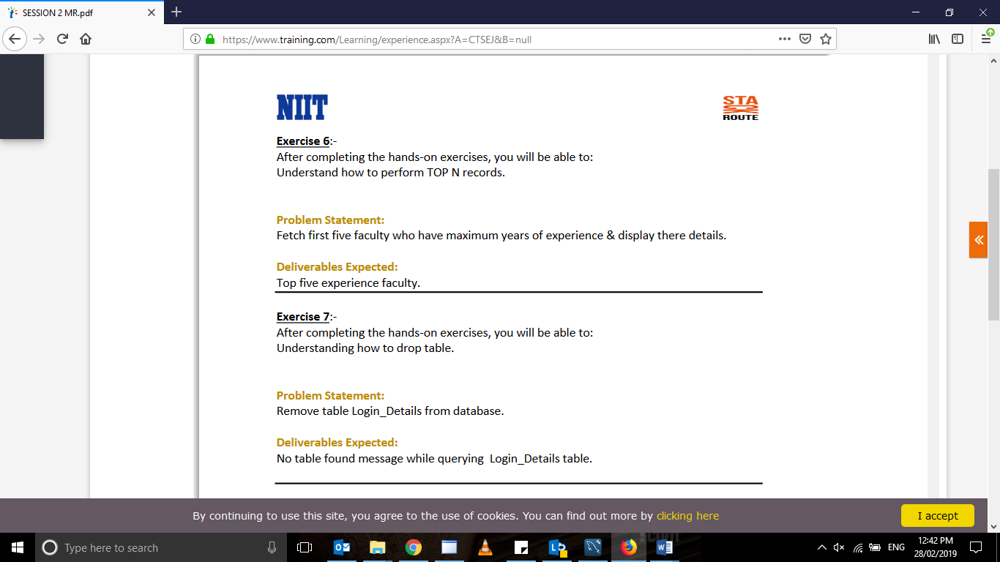 SESSION 2 MR.pdf
https://www.training.com/Learning/experience.aspx?A=CTSEJ&B=null
NIIT
STA
ROUTE
Exercise 6:-
After completing the hands-on exercises, you will be able to:
Understand how to perform TOP N records.
Problem Statement:
Fetch first five faculty who have maximum years of experience & display there details.
Deliverables Expected:
Top five experience faculty.
Exercise 7:-
After completing the hands-on exercises, you will be able to:
Understanding how to drop table.
Problem Statement:
Remove table Login_Details from database.
Deliverables Expected:
No table found message while querying  Login_Details table.
By continuing to use this site, you agree to the use of cookies. You can find out more by clicking here
I accept
Type here to search
ENG
12:42 PM
28/02/2019